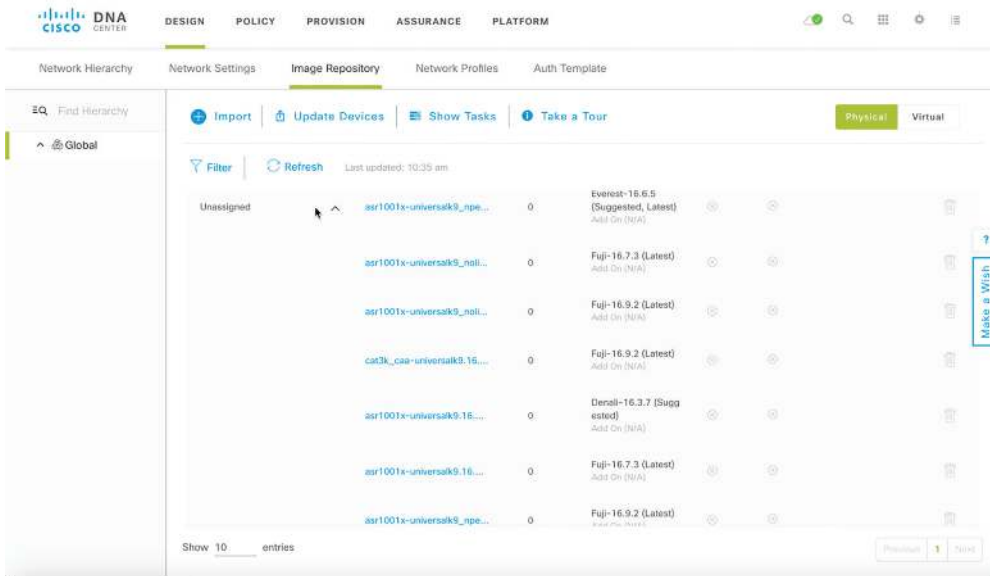 CISCO DNA CENTER
DESIGN POLICY PROVISION ASSURANCE PLATFORM
Network Hierarchy Network Settings Image Repository Network Profiles Auth Template
Find Hierarchy
Global
Import Update Devices Show Tasks Take a Tour Physical Virtual
Filter Refresh Last updated: 10:35 am
Unassigned asr1001x-universalk9_npe... 0 Everest-16.6.5
(Suggested, Latest)
Add On (N/A)
asr1001x-universalk9_noli... 0 Fuji-16.7.3 (Latest)
Add On (N/A)
asr1001x-universalk9_noli... 0 Fuji-16.9.2 (Latest)
Add On (N/A)
cat3k_caa-universalk9.16.... 0 Fuji-16.9.2 (Latest)
Add On (N/A)
asr1001x-universalk9.16.... 0 Denali-16.3.7 (Sugg
ested)
Add On (N/A)
asr1001x-universalk9.16.... 0 Fuji-16.7.3 (Latest)
Add On (N/A)
asr1001x-universalk9_npe... 0 Fuji-16.9.2 (Latest)
Add On (N/A)
Show 10 entries
Previous 1 Next
?
Make a Wish